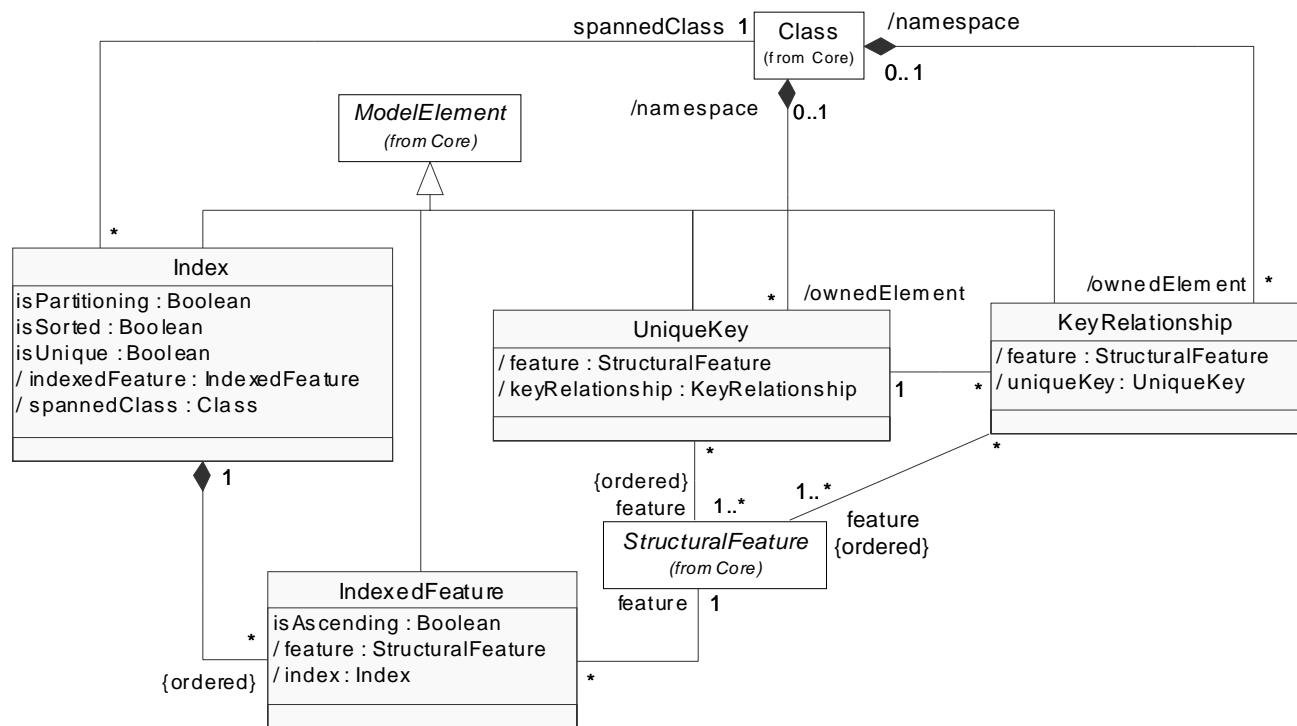 spannedClass
1
Class
(from Core)
/namespace
0..1
/namespace
0..1
ModelElement
(from Core)
*
Index
isPartitioning : Boolean
isSorted : Boolean
isUnique : Boolean
/ indexedFeature : IndexedFeature
/ spannedClass : Class
*
/ownedElement
UniqueKey
/ feature : StructuralFeature
/ keyRelationship : KeyRelationship
/ownedElement
*
KeyRelationship
/ feature : StructuralFeature
/ uniqueKey : UniqueKey
1
*
1
*
{ordered}
feature
1..*
*
1..*
feature
{ordered}
StructuralFeature
(from Core)
feature
1
IndexedFeature
isAscending : Boolean
/ feature : StructuralFeature
/ index : Index
*
{ordered}
*